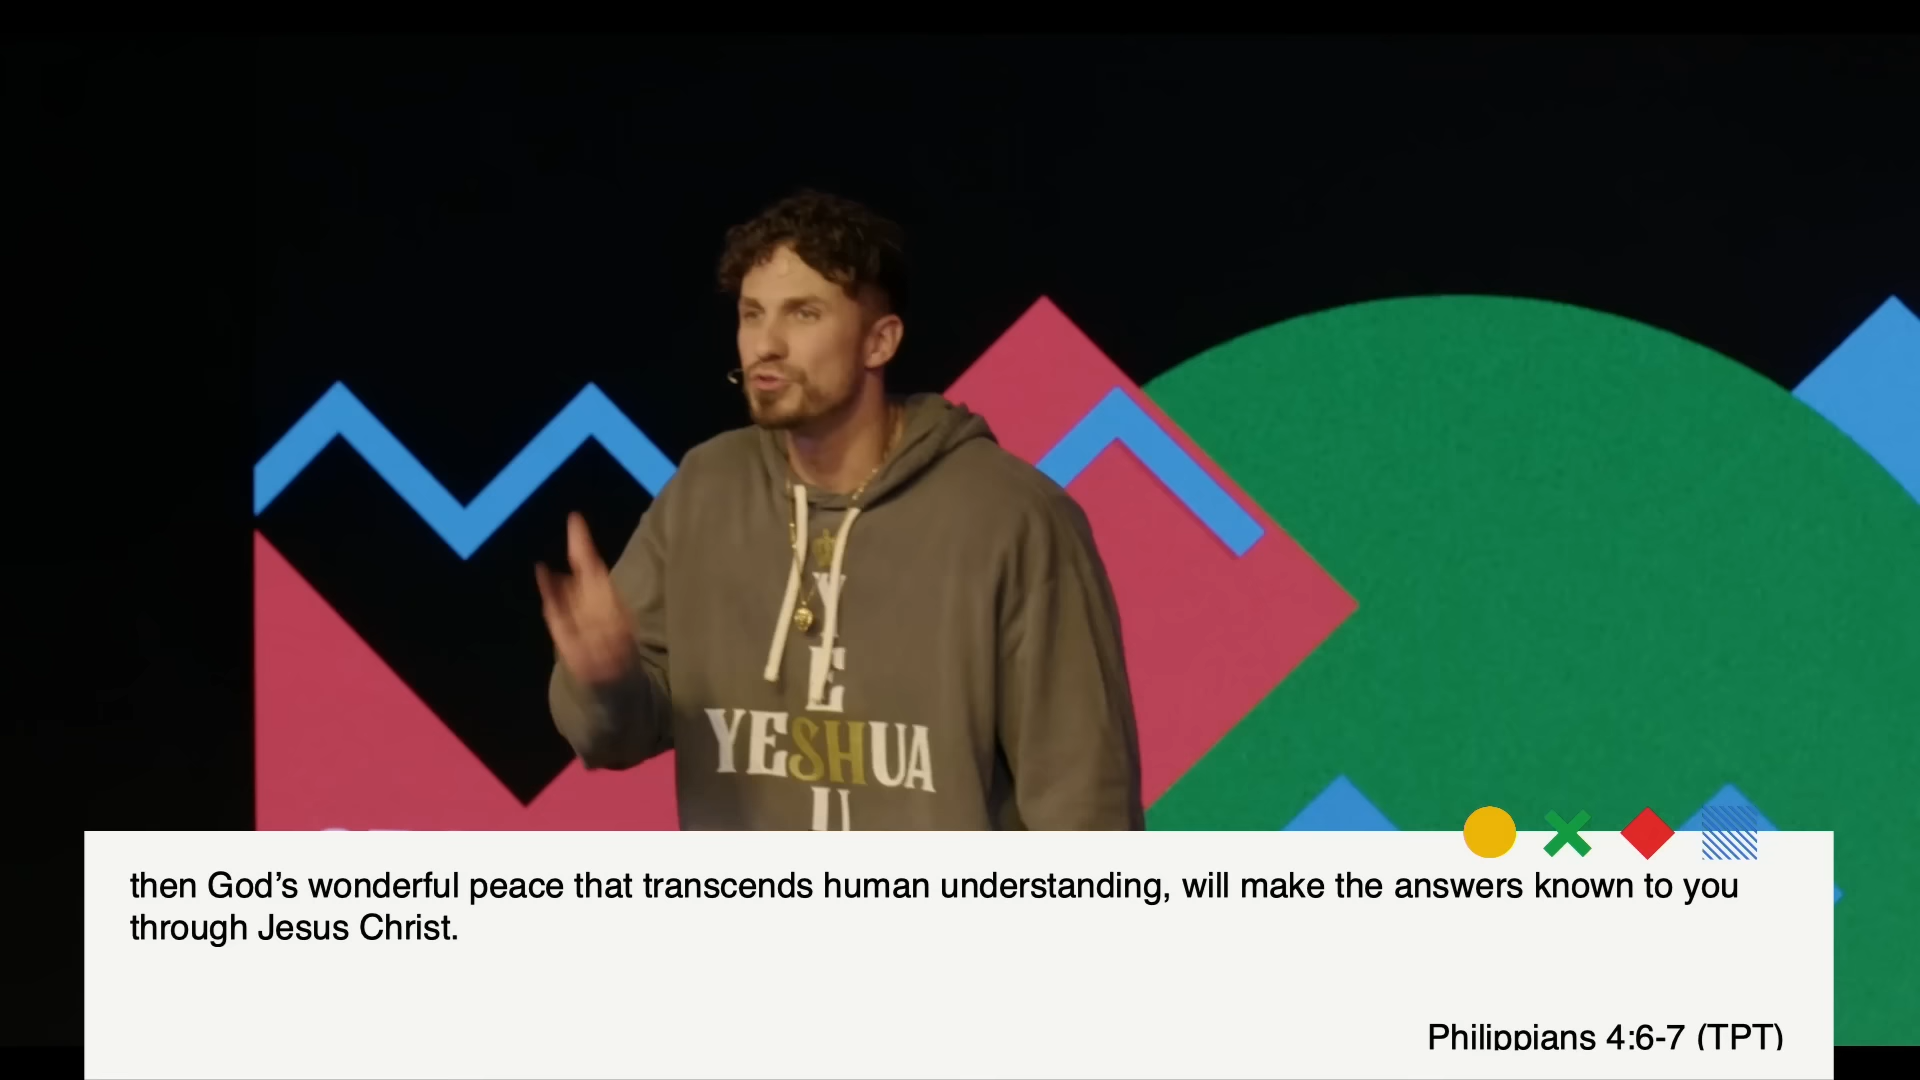 Y
E
YESHUA
U
then God’s wonderful peace that transcends human understanding, will make the answers known to you
through Jesus Christ.
Philippians 4:6-7 (TPT)